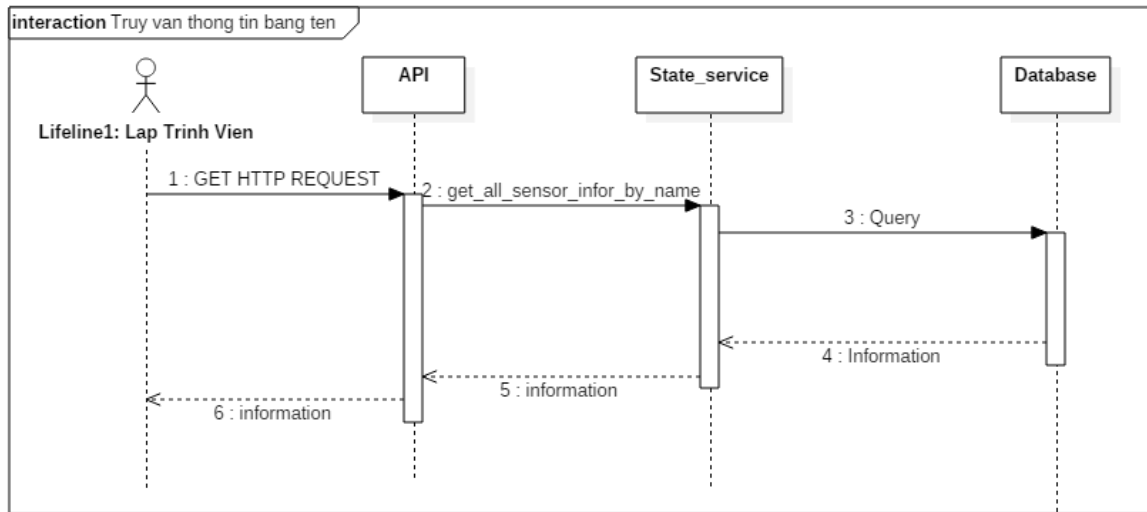 interaction Truy van thong tin bang ten
API
State_service
Database
Lifeline1: Lap Trinh Vien
1 : GET HTTP REQUEST
2 : get_all_sensor_infor_by_name
3 : Query
4 : Information
5 : information
6 : information